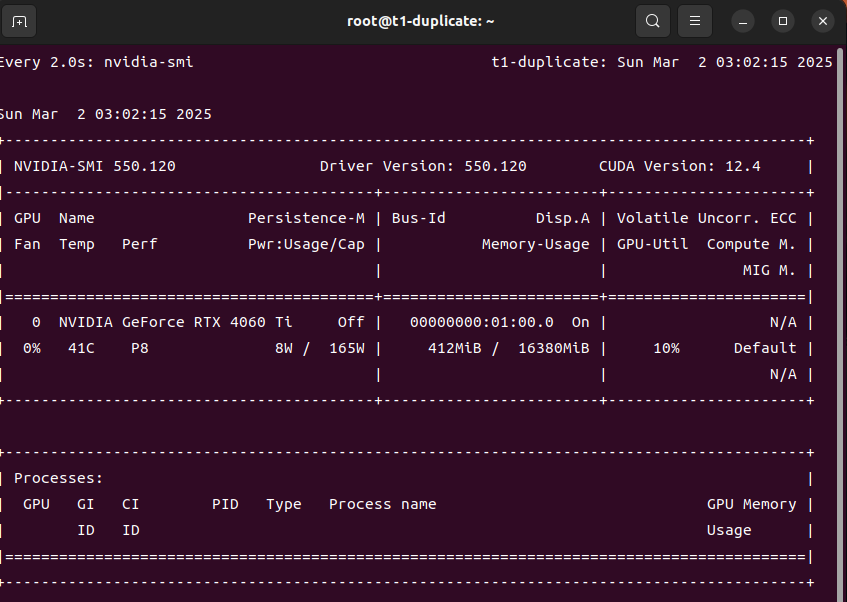 root@t1-duplicate: ~
Every 2.0s: nvidia-smi                                 t1-duplicate: Sun Mar  2 03:02:15 2025
Sun Mar  2 03:02:15 2025
+-----------------------------------------------------------------------------------------+
| NVIDIA-SMI 550.120                Driver Version: 550.120        CUDA Version: 12.4     |
|-----------------------------------------+------------------------+----------------------+
| GPU  Name                 Persistence-M | Bus-Id          Disp.A | Volatile Uncorr. ECC |
| Fan  Temp   Perf          Pwr:Usage/Cap |           Memory-Usage | GPU-Util  Compute M. |
|                                         |                        |               MIG M. |
|=========================================+========================+======================|
|   0  NVIDIA GeForce RTX 4060 Ti     Off |   00000000:01:00.0  On |                  N/A |
|  0%   41C    P8              8W /  165W |     412MiB /  16380MiB |     10%      Default |
|                                         |                        |                  N/A |
+-----------------------------------------+------------------------+----------------------+
+-----------------------------------------------------------------------------------------+
| Processes:                                                                              |
|  GPU   GI   CI        PID   Type   Process name                              GPU Memory |
|        ID   ID                                                               Usage      |
|=========================================================================================|
+-----------------------------------------------------------------------------------------+